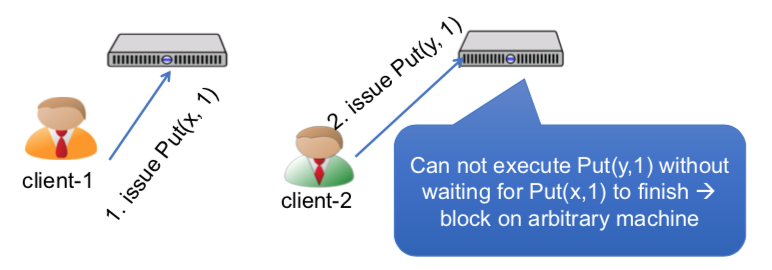 1. issue Put(x, 1)
client-1
2. issue Put(y, 1)
client-2
Can not execute Put(y,1) without
waiting for Put(x,1) to finish →
block on arbitrary machine